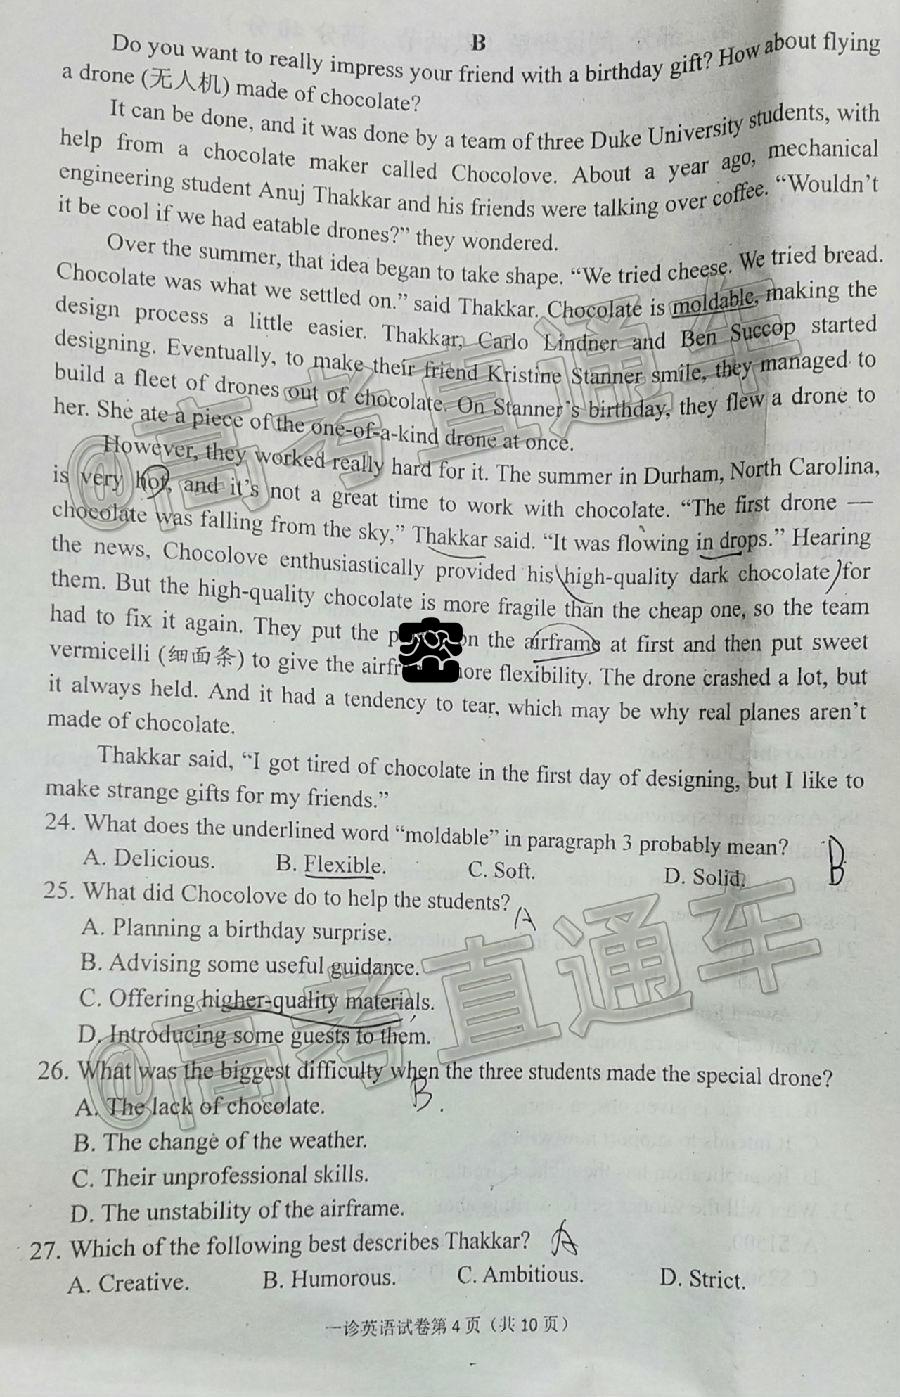 B
Do you want to really impress your friend with a birthday gift? How about flying
a drone (无人机) made of chocolate?
It can be done, and it was done by a team of three Duke University students, with
help from a chocolate maker called Chocolove. About a year ago, mechanical
engineering student Anuj Thakkar and his friends were talking over coffee. “Wouldn’t
it be cool if we had eatable drones?” they wondered.
Over the summer, that idea began to take shape. “We tried cheese. We tried bread.
Chocolate was what we settled on.” said Thakkar. Chocolate is moldable, making the
design process a little easier. Thakkar, Carlo Lindner and Ben Succop started
designing. Eventually, to make their friend Kristine Stanner smile, they managed to
build a fleet of drones out of chocolate. On Stanner’s birthday, they flew a drone to
her. She ate a piece of the one-of-a-kind drone at once.
However, they worked really hard for it. The summer in Durham, North Carolina,
is very hot, and it’s not a great time to work with chocolate. “The first drone —
chocolate was falling from the sky,” Thakkar said. “It was flowing in drops.” Hearing
the news, Chocolove enthusiastically provided his high-quality dark chocolate for
them. But the high-quality chocolate is more fragile than the cheap one, so the team
had to fix it again. They put the on the airframe at first and then put sweet
vermicelli (细面条) to give the more flexibility. The drone crashed a lot, but
it always held. And it had a tendency to tear, which may be why real planes aren’t
made of chocolate.
Thakkar said, “I got tired of chocolate in the first day of designing, but I like to
make strange gifts for my friends.”
24. What does the underlined word “moldable” in paragraph 3 probably mean?
A. Delicious. B. Flexible. C. Soft. D. Solid.
B
25. What did Chocolove do to help the students?
A
A. Planning a birthday surprise.
B. Advising some useful guidance.
C. Offering higher-quality materials.
D. Introducing some guests to them.
26. What was the biggest difficulty when the three students made the special drone?
B.
A. The lack of chocolate.
B. The change of the weather.
C. Their unprofessional skills.
D. The unstability of the airframe.
27. Which of the following best describes Thakkar? A
A. Creative. B. Humorous. C. Ambitious. D. Strict.
一诊英语试卷第 4 页（共 10 页）
@高考直通车
@高考直通车